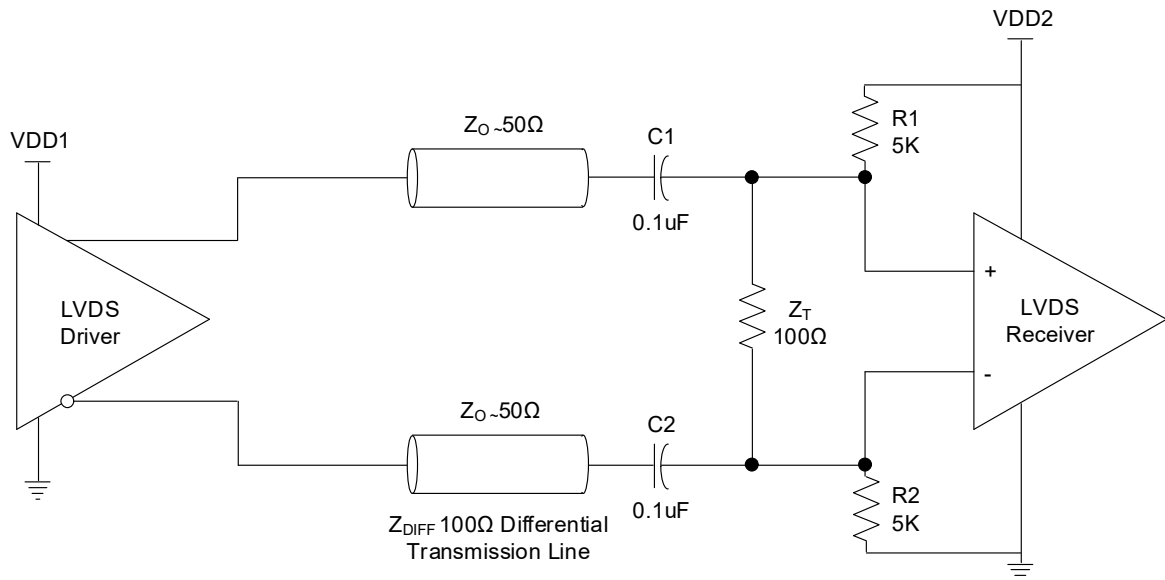 VDD2
VDD1
Z_O ~50Ω
C1
0.1uF
R1
5K
LVDS
Driver
Z_T
100Ω
+
-
LVDS
Receiver
Z_O ~50Ω
C2
0.1uF
R2
5K
Z_DIFF 100Ω Differential
Transmission Line